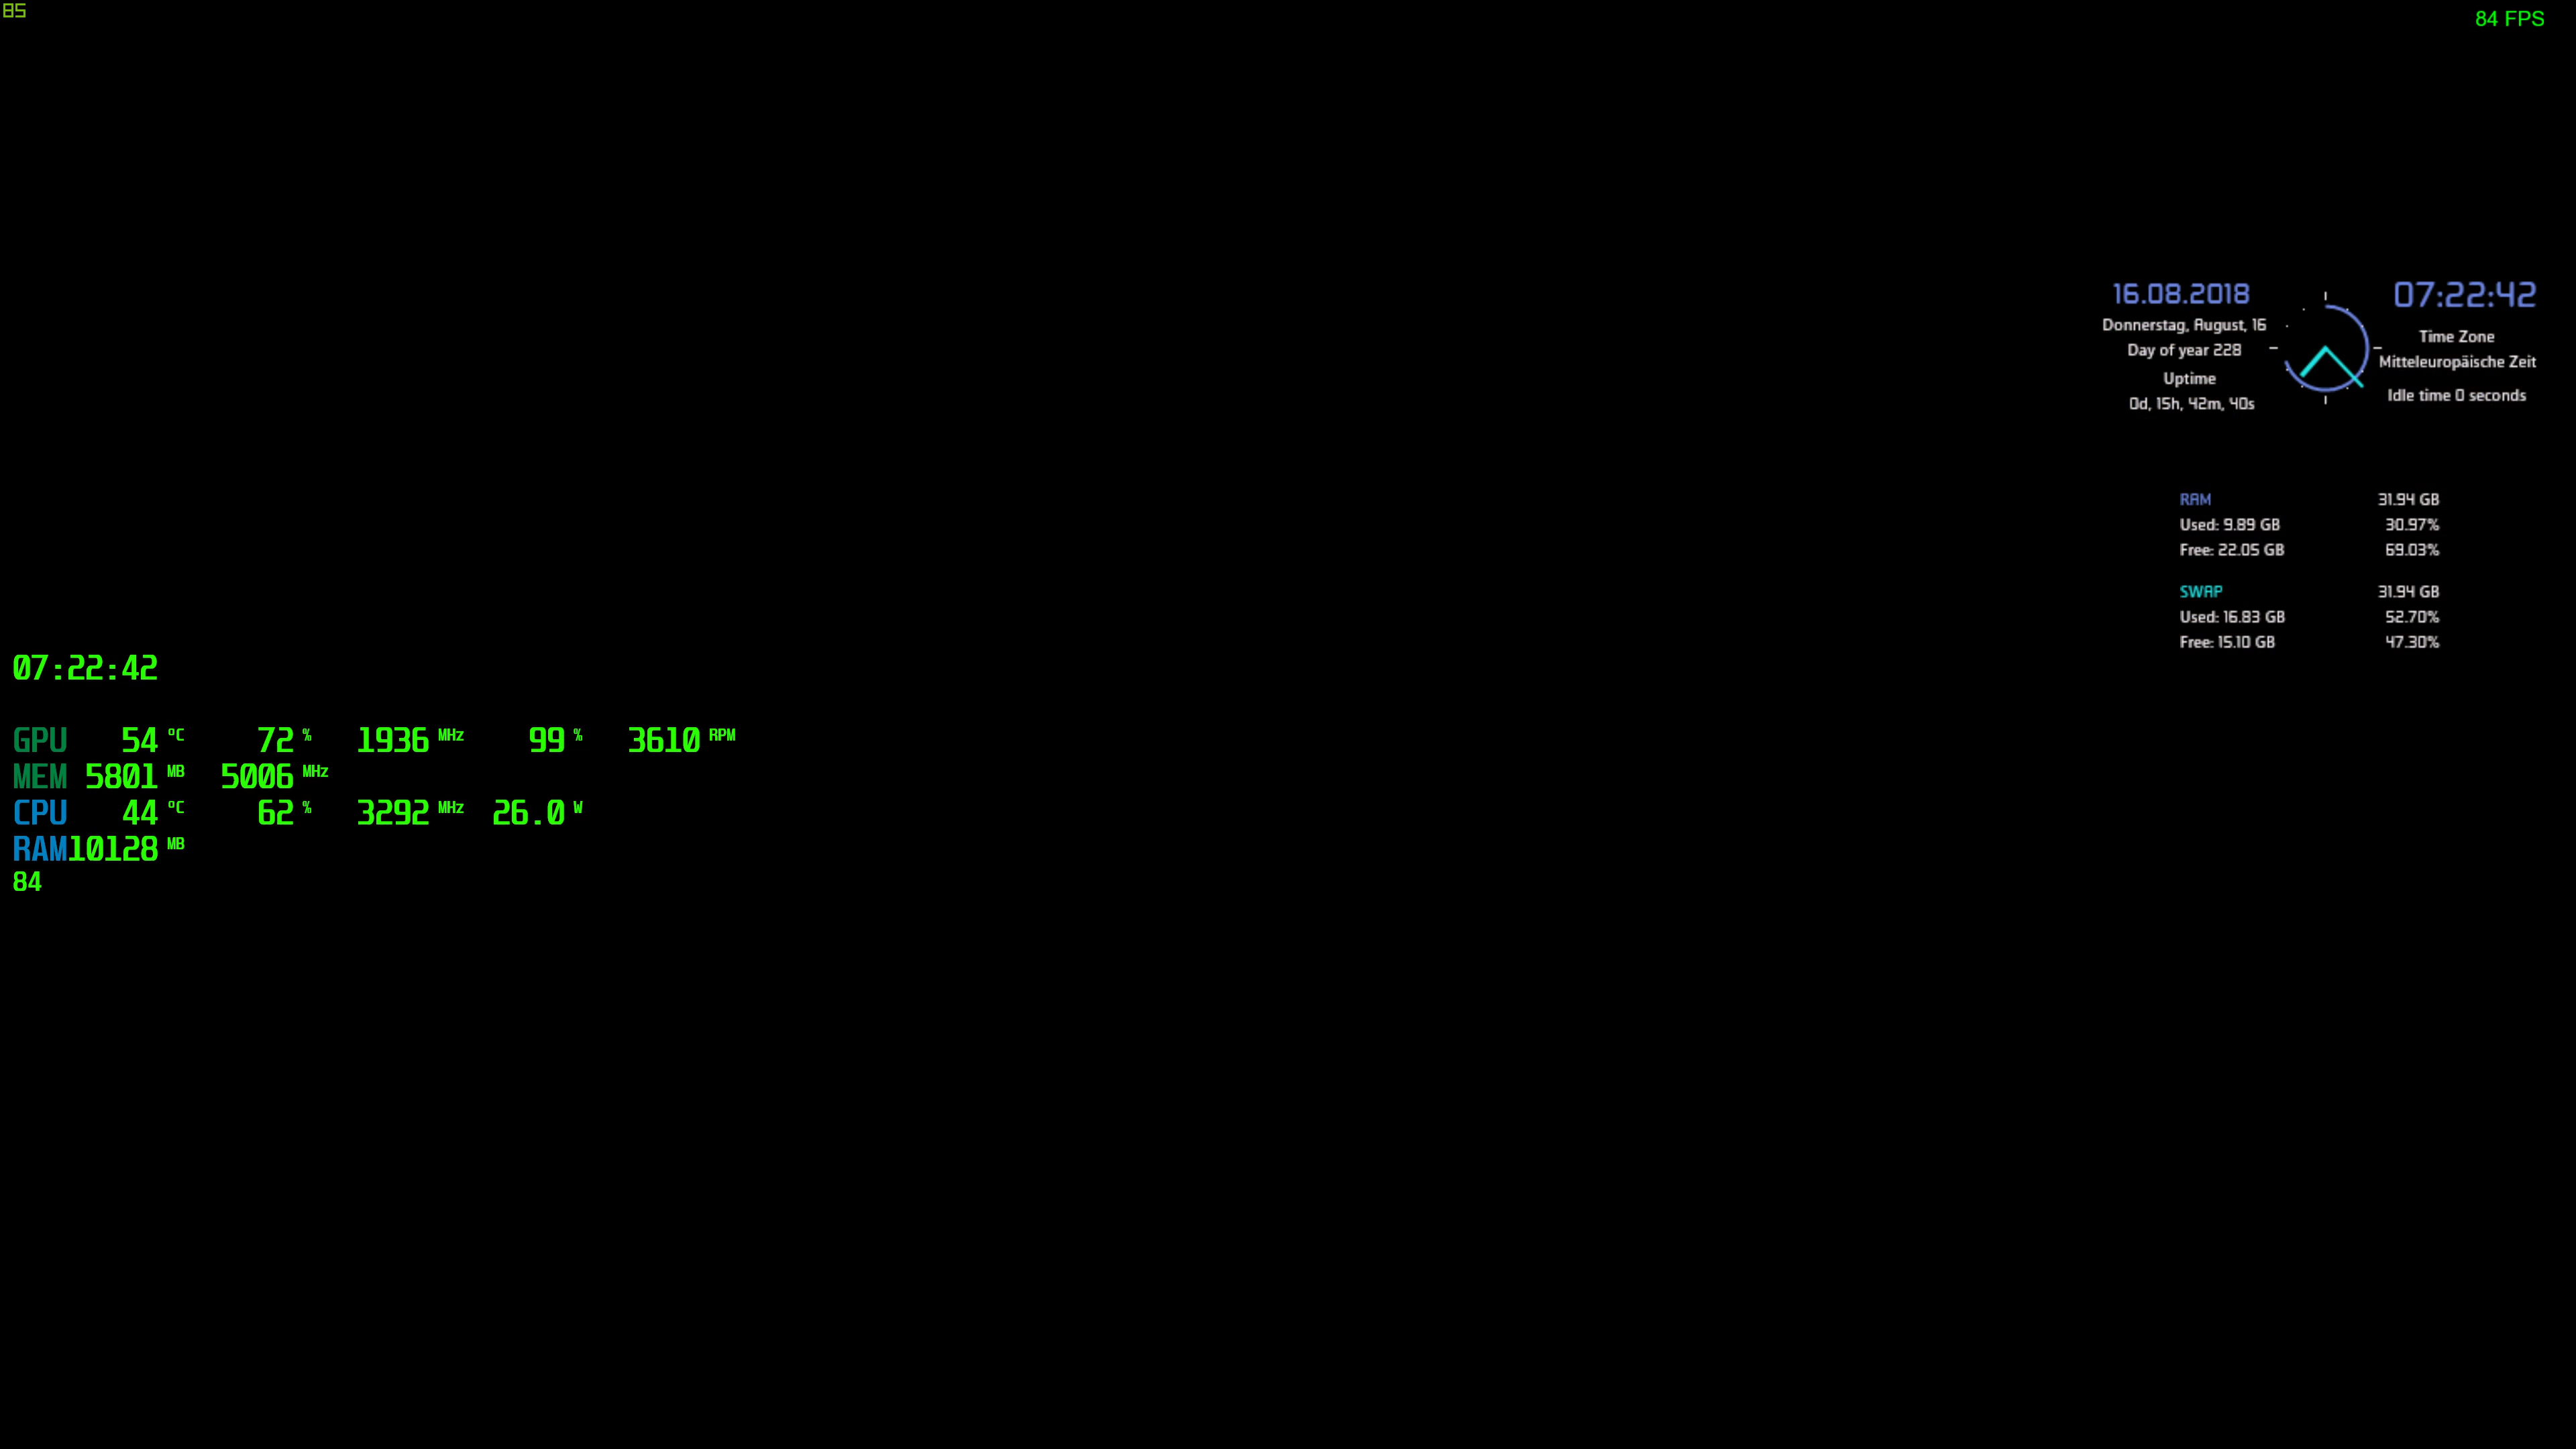 85
84 FPS
16.08.2018
Donnerstag, August, 16
Day of year 228
Uptime
0d, 15h, 42m, 40s
07:22:42
Time Zone
Mitteleuropäische Zeit
Idle time 0 seconds
RAM 31.94 GB
Used: 9.89 GB 30.97%
Free: 22.05 GB 69.03%
SWAP 31.94 GB
Used: 16.83 GB 52.70%
Free: 15.10 GB 47.30%
07:22:42
GPU 54 °C 72 % 1936 MHz 99 % 3610 RPM
MEM 5801 MB 5006 MHz
CPU 44 °C 62 % 3292 MHz 26.0 W
RAM 10128 MB
84